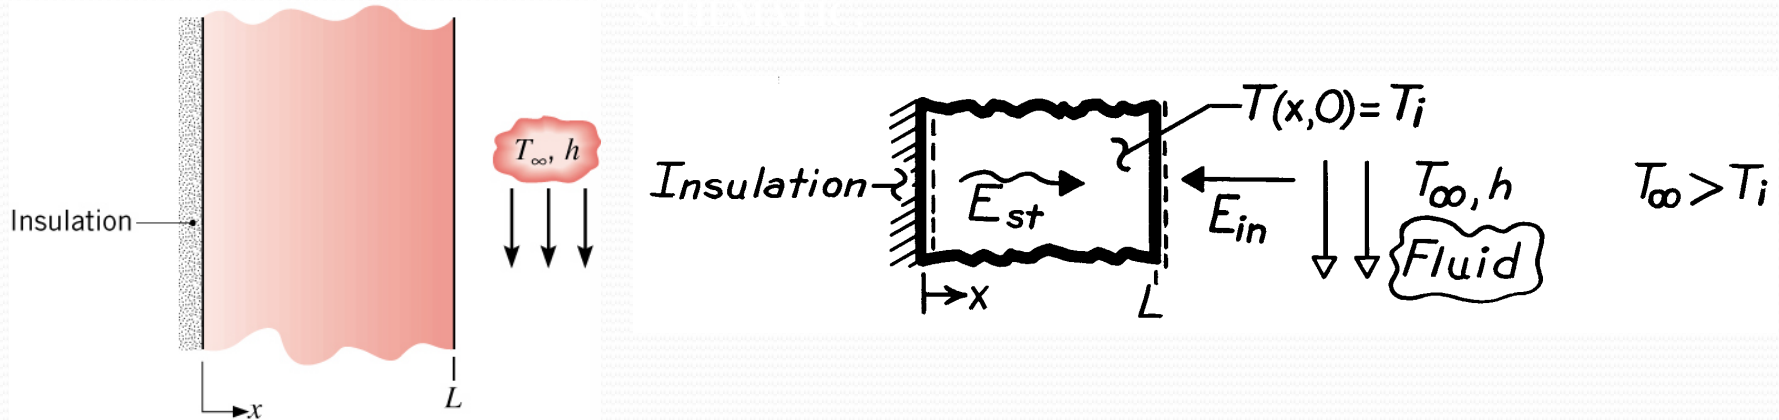 T∞, h
Insulation
x
L
T(x,0)=Ti
Insulation
Est
Ein
T∞, h
Fluid
T∞>Ti
x
L